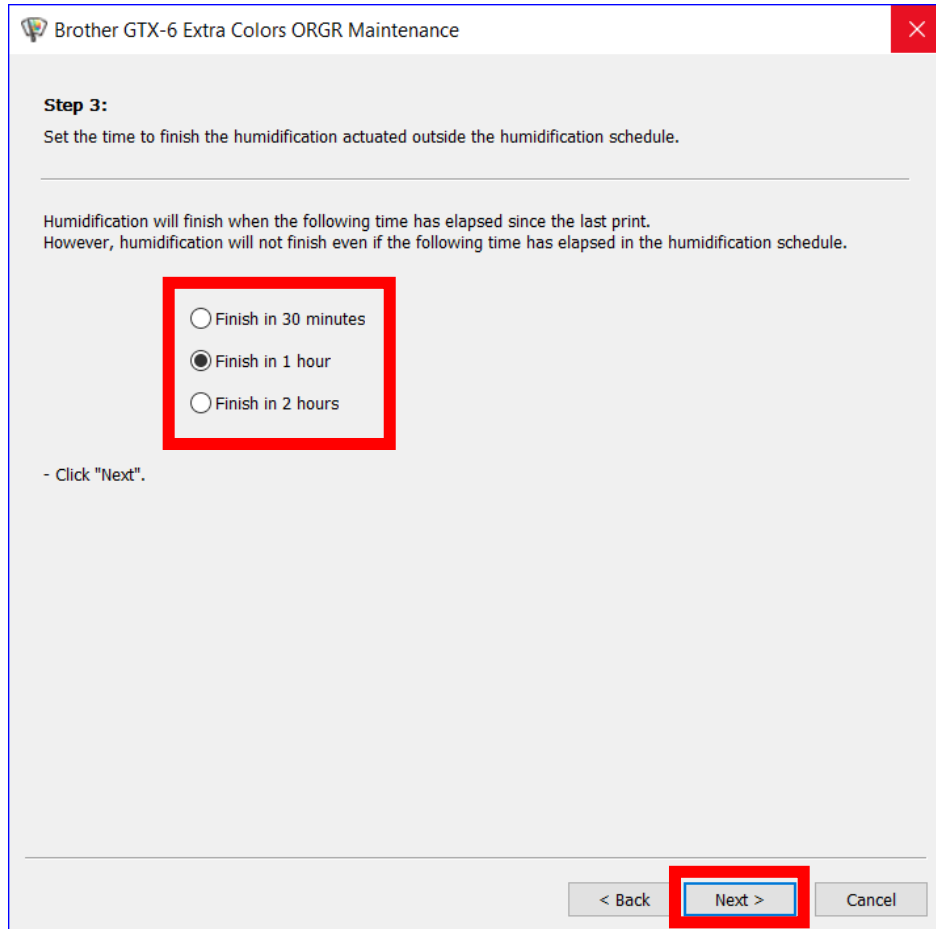 Brother GTX-6 Extra Colors ORGR Maintenance
Step 3:
Set the time to finish the humidification actuated outside the humidification schedule.
Humidification will finish when the following time has elapsed since the last print.
However, humidification will not finish even if the following time has elapsed in the humidification schedule.
Finish in 30 minutes
Finish in 1 hour
Finish in 2 hours
- Click "Next".
< Back Next > Cancel